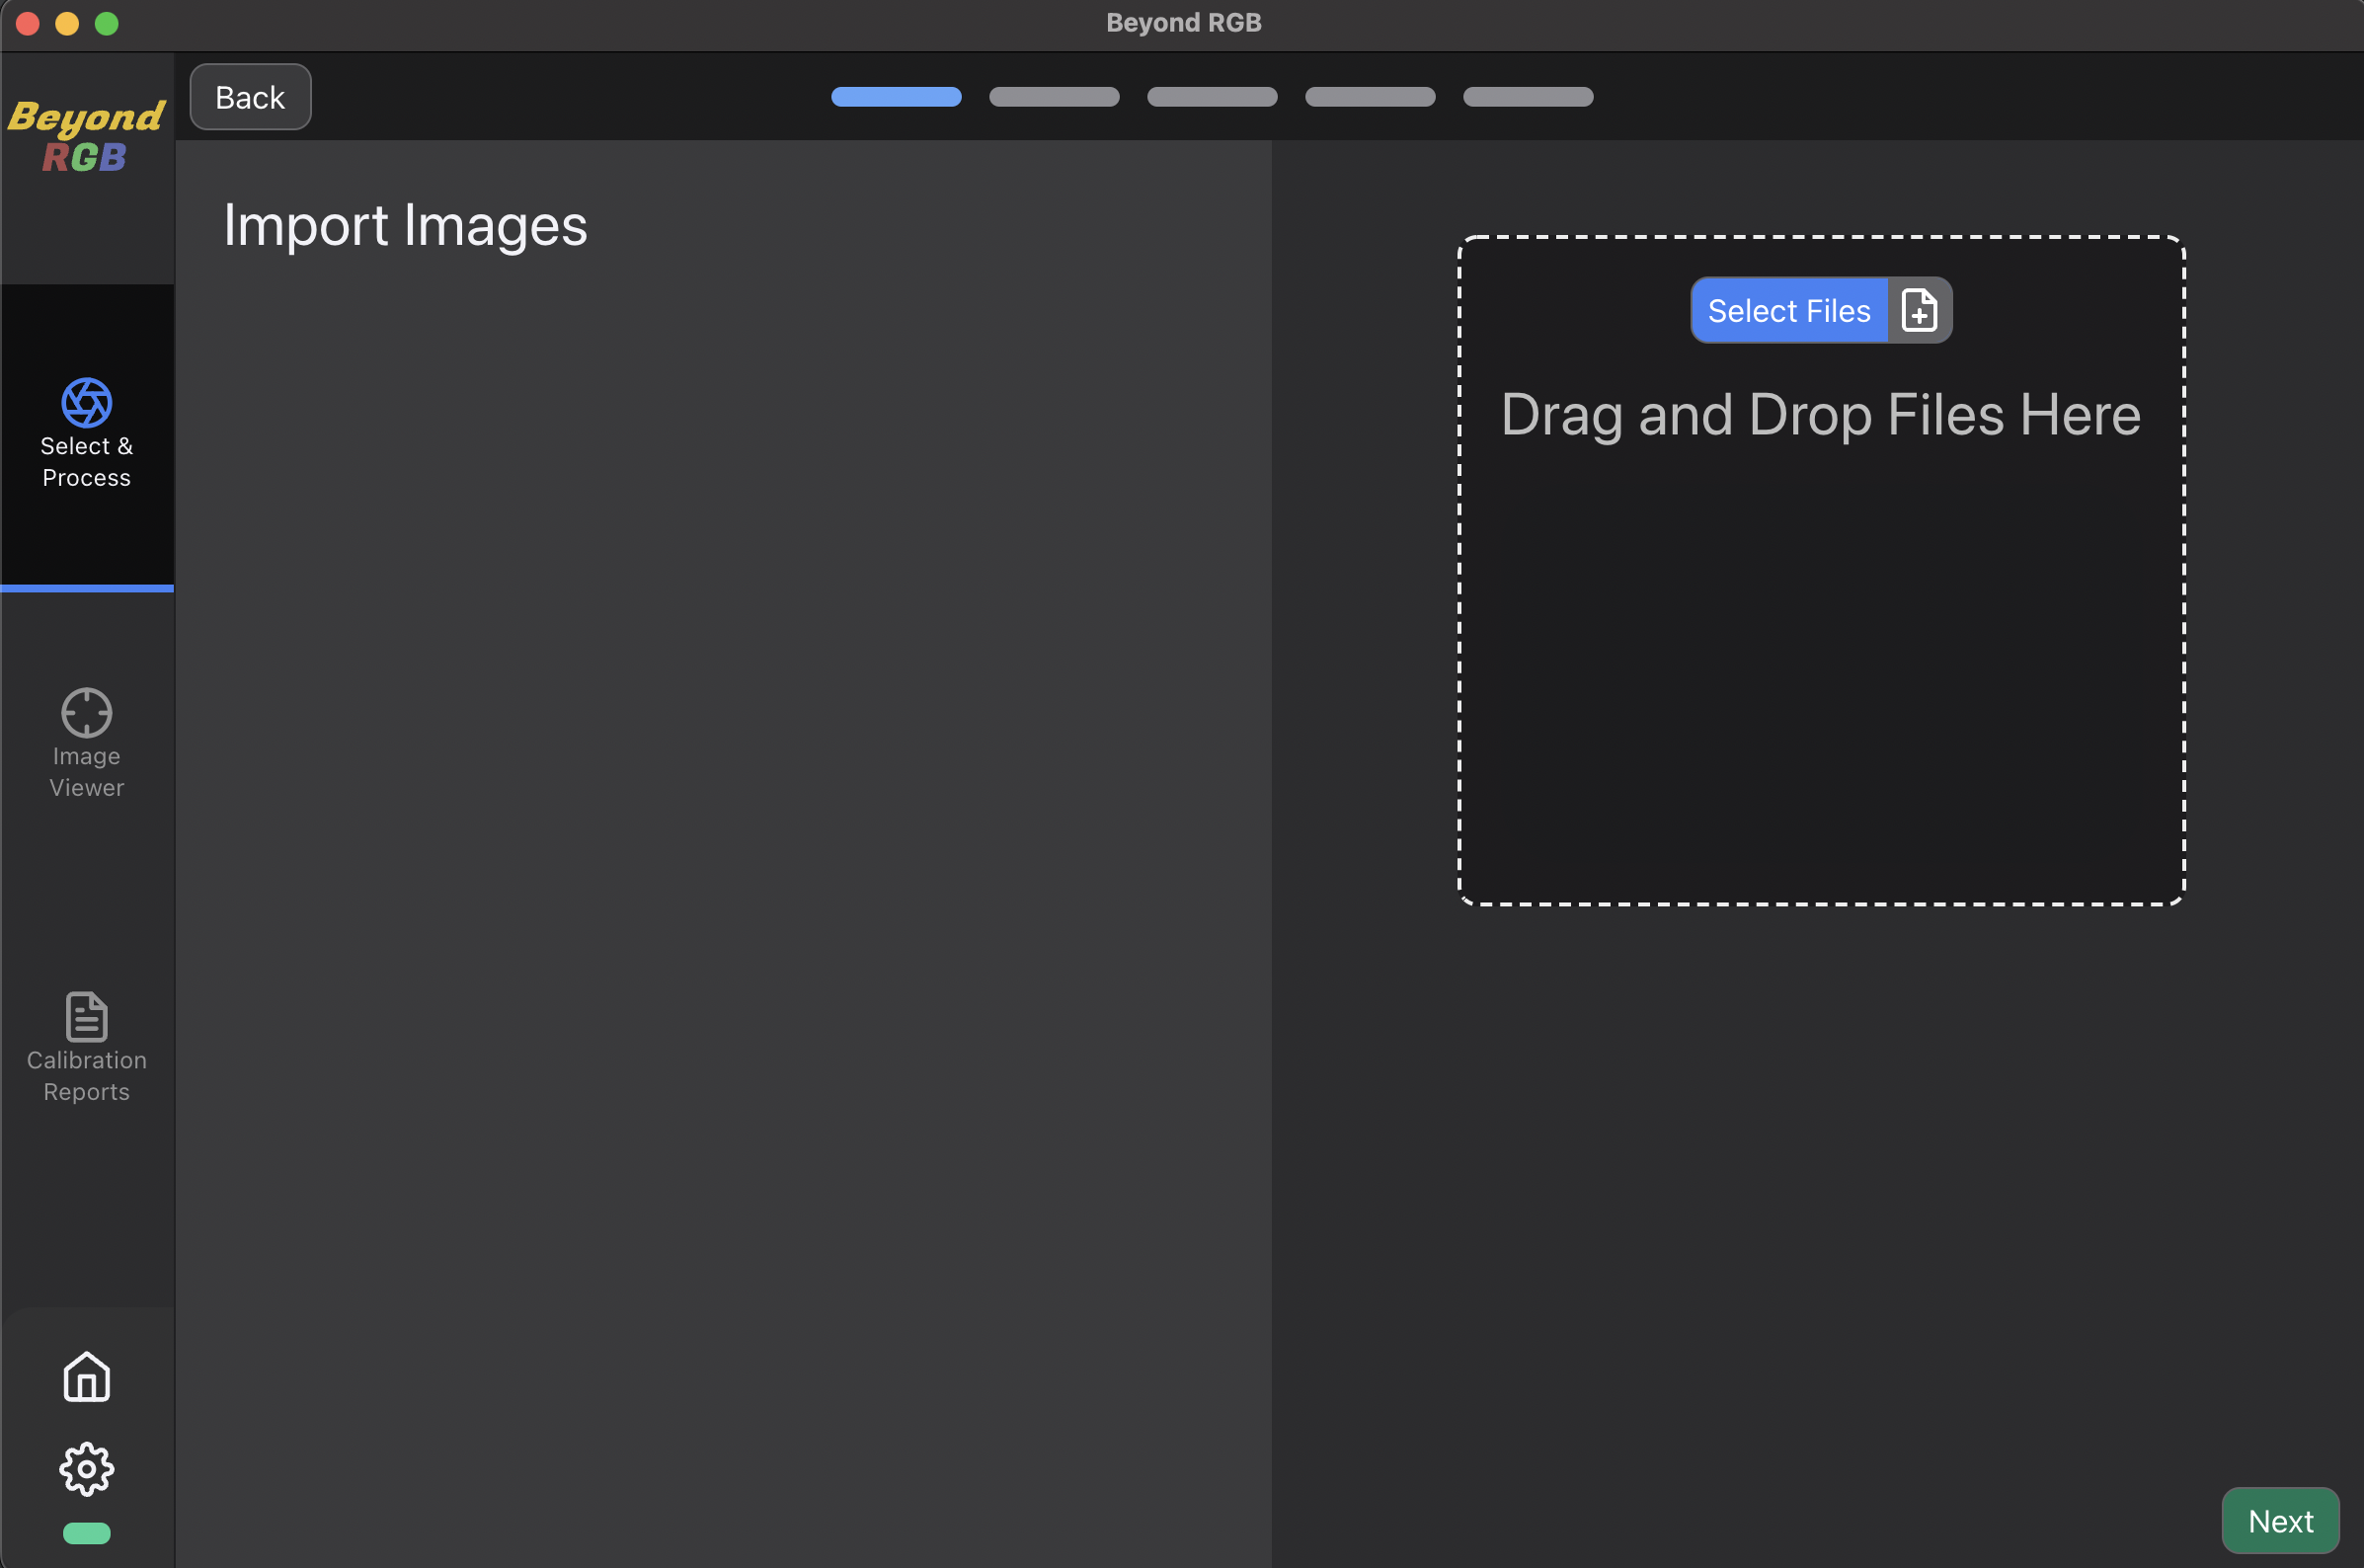 Beyond RGB
Beyond
RGB
Back
Import Images
Select Files
Drag and Drop Files Here
Select &
Process
Image
Viewer
Calibration
Reports
Next